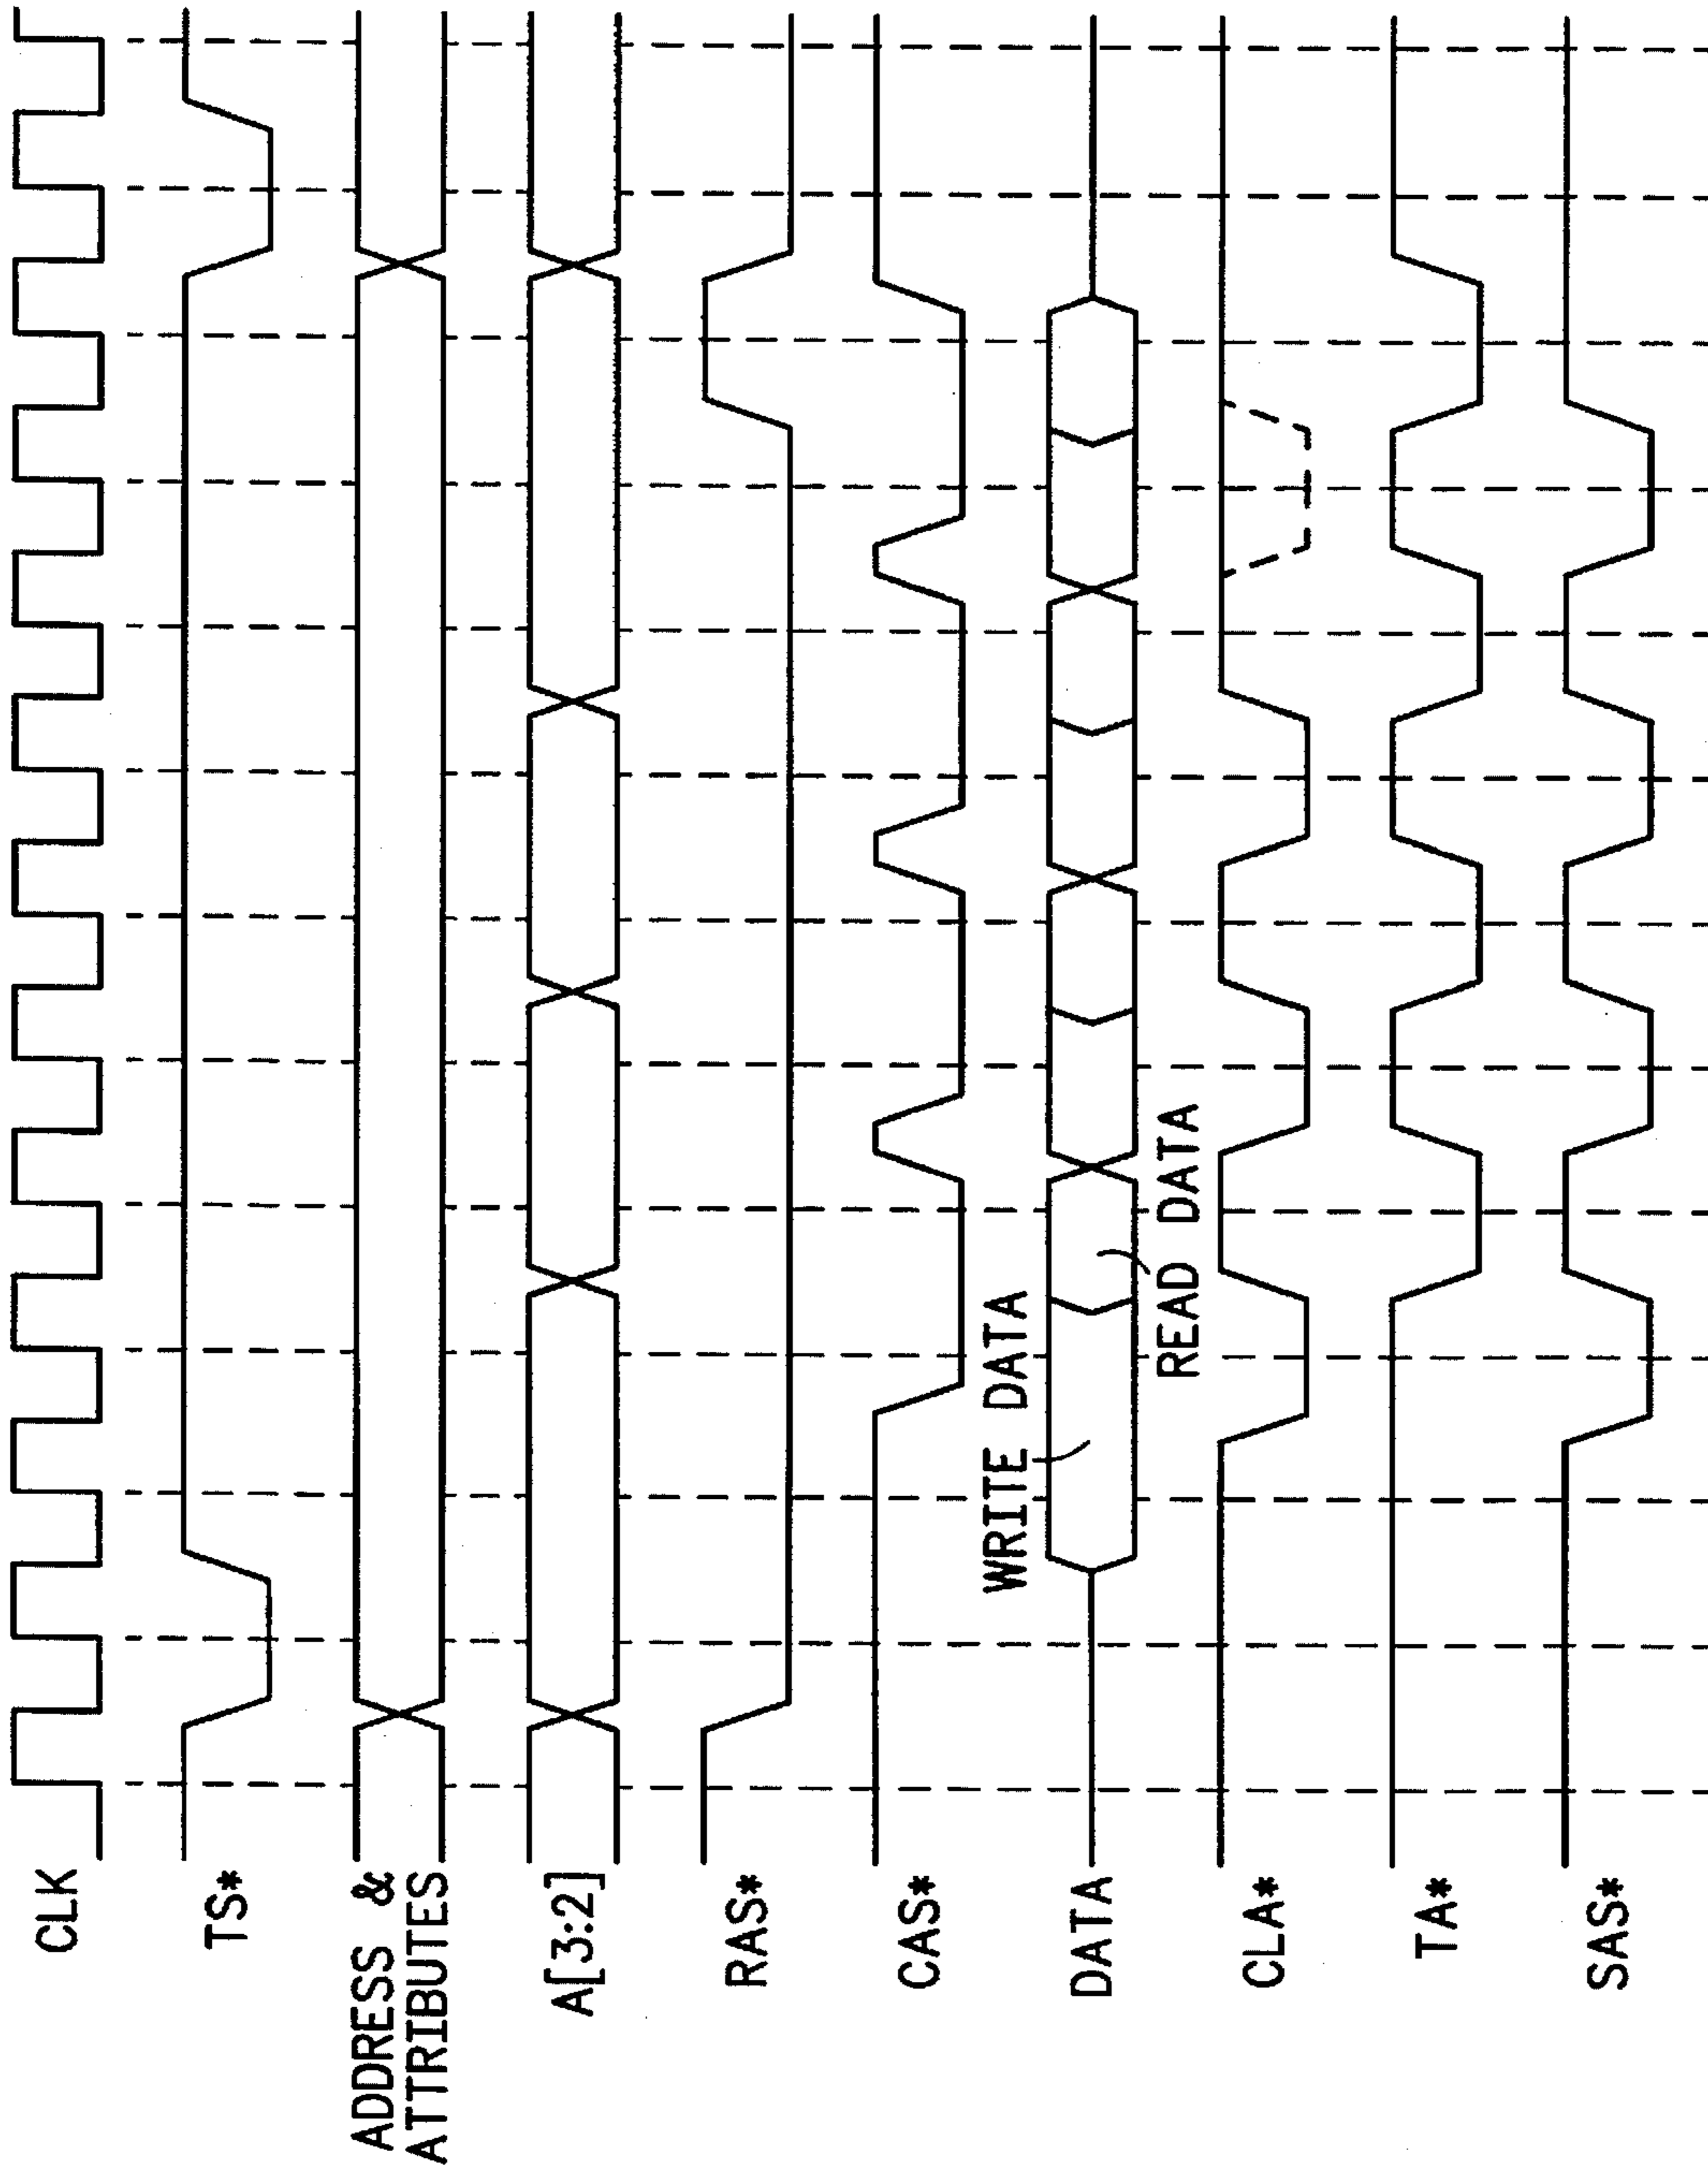 CLK
TS*
ADDRESS &
ATTRIBUTES
A[3:2]
RAS*
CAS*
WRITE DATA
DATA
READ DATA
CLA*
TA*
SAS*